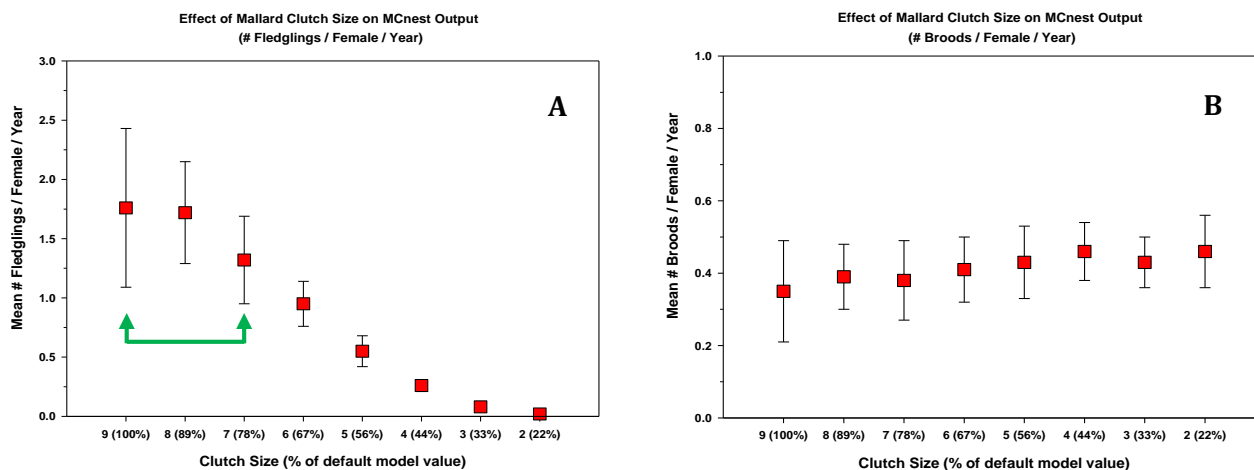 Effect of Mallard Clutch Size on MCnest Output
(# Fledglings / Female / Year)
A
Mean # Fledglings / Female / Year
3.0
2.5
2.0
1.5
1.0
0.5
0.0
9 (100%) 8 (89%) 7 (78%) 6 (67%) 5 (56%) 4 (44%) 3 (33%) 2 (22%)
Clutch Size (% of default model value)
Effect of Mallard Clutch Size on MCnest Output
(# Broods / Female / Year)
B
Mean # Broods / Female / Year
1.0
0.8
0.6
0.4
0.2
0.0
9 (100%) 8 (89%) 7 (78%) 6 (67%) 5 (56%) 4 (44%) 3 (33%) 2 (22%)
Clutch Size (% of default model value)